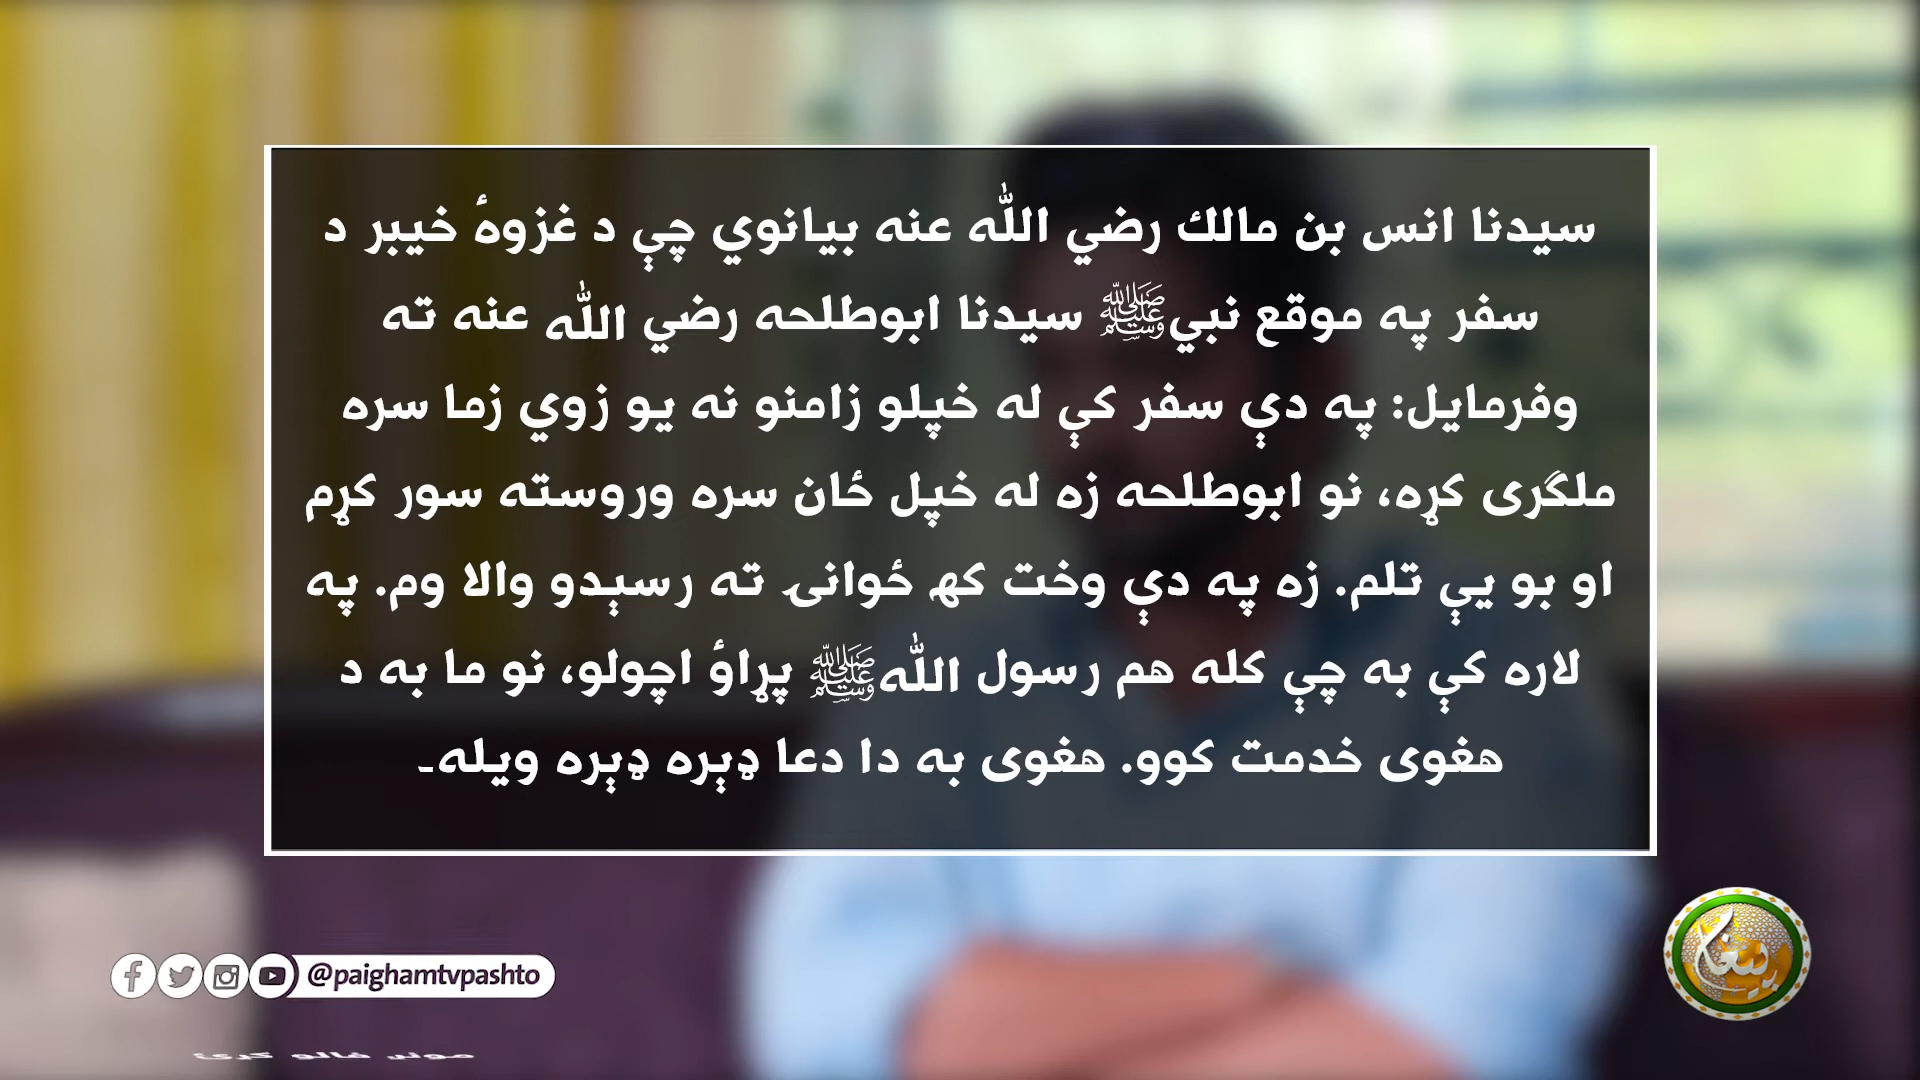 سیدنا انس بن مالك رضي الله عنه بیانوي چې د غزوهٔ خیبر د
سفر په موقع نبيﷺ سیدنا ابوطلحه رضي الله عنه ته
وفرمایل: په دې سفر کې له خپلو زامنو نه یو زوي زما سره
ملگری کړه، نو ابوطلحه زه له خپل ځان سره وروسته سور کړم
او بو یې تلم. زه په دې وخت کښې ځوانۍ ته رسېدو والا وم. په
لاره کې به چې کله هم رسول اللهﷺ پړاؤ اچولو، نو ما به د
هغوی خدمت کوو. هغوی به دا دعا ډېره ډېره ویله۔
@paighamtvpashto
پیغام